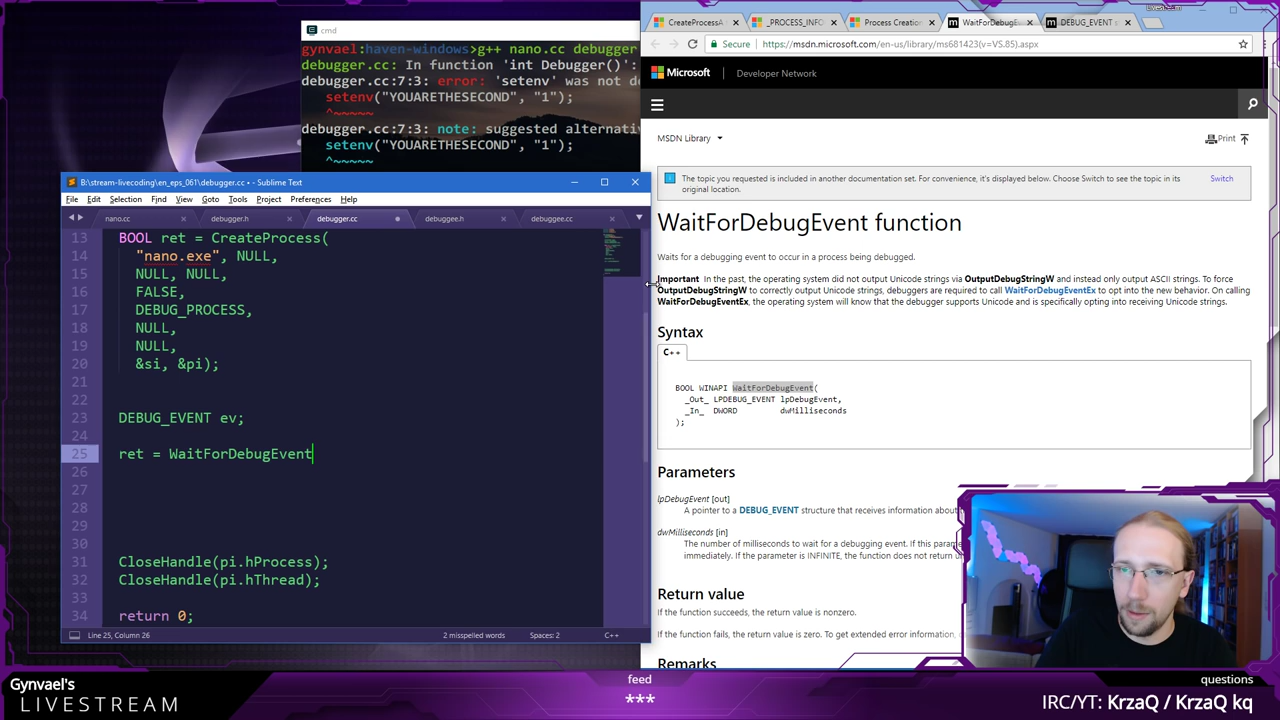 Livestream
cmd
gynvael:haven-windows>g++ nano.cc debugger
debugger.cc: In function 'int Debugger()':
debugger.cc:7:3: error: 'setenv' was not de
setenv("YOUARETHESECOND", "1");
^~~~~~
debugger.cc:7:3: note: suggested alternativ
setenv("YOUARETHESECOND", "1");
^~~~~~
B:\stream-livecoding\en_eps_061\debugger.cc • - Sublime Text
File Edit Selection Find View Goto Tools Project Preferences Help
nano.cc debugger.h debugger.cc debuggee.h debuggee.cc
13 BOOL ret = CreateProcess(
14 "nano.exe", NULL,
15 NULL, NULL,
16 FALSE,
17 DEBUG_PROCESS,
18 NULL,
19 NULL,
20 &si, &pi);
21
22
23 DEBUG_EVENT ev;
24
25 ret = WaitForDebugEvent
26
27
28
29
30
31 CloseHandle(pi.hProcess);
32 CloseHandle(pi.hThread);
33
34 return 0;
Line 25, Column 26 2 misspelled words Spaces: 2 C++
CreateProcessA _PROCESS_INFO Process Creation WaitForDebugEve DEBUG_EVENT s
Secure https://msdn.microsoft.com/en-us/library/ms681423(v=VS.85).aspx
Microsoft Developer Network
MSDN Library Print
The topic you requested is included in another documentation set. For convenience, it's displayed below. Choose Switch to see the topic in its Switch
original location.
WaitForDebugEvent function
Waits for a debugging event to occur in a process being debugged.
Important In the past, the operating system did not output Unicode strings via OutputDebugStringW and instead only output ASCII strings. To force
OutputDebugStringW to correctly output Unicode strings, debuggers are required to call WaitForDebugEventEx to opt into the new behavior. On calling
WaitForDebugEventEx, the operating system will know that the debugger supports Unicode and is specifically opting into receiving Unicode strings.
Syntax
C++
BOOL WINAPI WaitForDebugEvent(
_Out_ LPDEBUG_EVENT lpDebugEvent,
_In_ DWORD dwMilliseconds
);
Parameters
lpDebugEvent [out]
A pointer to a DEBUG_EVENT structure that receives information about
dwMilliseconds [in]
The number of milliseconds to wait for a debugging event. If this parame
immediately. If the parameter is INFINITE, the function does not return u
Return value
If the function succeeds, the return value is nonzero.
If the function fails, the return value is zero. To get extended error information,
Remarks
Gynvael's
LIVESTREAM
feed
***
questions
IRC/YT: KrzaQ / KrzaQ kq